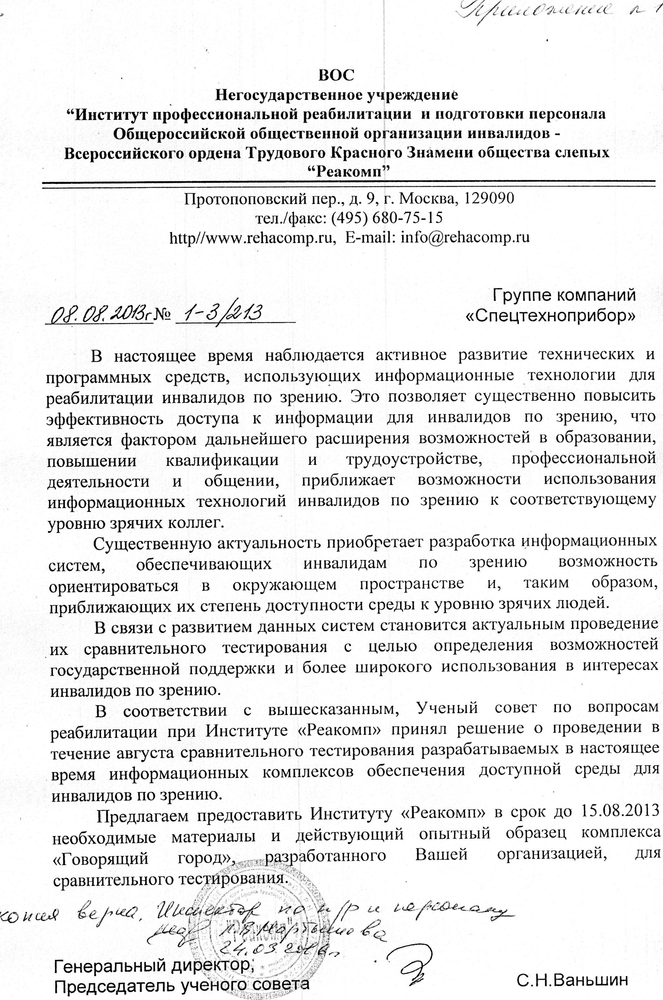 Приложение № 1
ВОС
Негосударственное учреждение
“Институт профессиональной реабилитации и подготовки персонала
Общероссийской общественной организации инвалидов -
Всероссийского ордена Трудового Красного Знамени общества слепых
“Реакомп”
Протопоповский пер., д. 9, г. Москва, 129090
тел./факс: (495) 680-75-15
http//www.rehacomp.ru, E-mail: info@rehacomp.ru
Группе компаний
08.08.2013г № 1-3/213 «Спецтехноприбор»
В настоящее время наблюдается активное развитие технических и
программных средств, использующих информационные технологии для
реабилитации инвалидов по зрению. Это позволяет существенно повысить
эффективность доступа к информации для инвалидов по зрению, что
является фактором дальнейшего расширения возможностей в образовании,
повышении квалификации и трудоустройстве, профессиональной
деятельности и общении, приближает возможности использования
информационных технологий инвалидов по зрению к соответствующему
уровню зрячих коллег.
Существенную актуальность приобретает разработка информационных
систем, обеспечивающих инвалидам по зрению возможность
ориентироваться в окружающем пространстве и, таким образом,
приближающих их степень доступности среды к уровню зрячих людей.
В связи с развитием данных систем становится актуальным проведение
их сравнительного тестирования с целью определения возможностей
государственной поддержки и более широкого использования в интересах
инвалидов по зрению.
В соответствии с вышесказанным, Ученый совет по вопросам
реабилитации при Институте «Реакомп» принял решение о проведении в
течение августа сравнительного тестирования разрабатываемых в настоящее
время информационных комплексов обеспечения доступной среды для
инвалидов по зрению.
Предлагаем предоставить Институту «Реакомп» в срок до 15.08.2013
необходимые материалы и действующий опытный образец комплекса
«Говорящий город», разработанного Вашей организацией, для
сравнительного тестирования.
копия верна. Инспектор по к/р и персоналу
Л.В.Мартынова
24.03
Генеральный директор,
Председатель ученого совета С.Н.Ваньшин